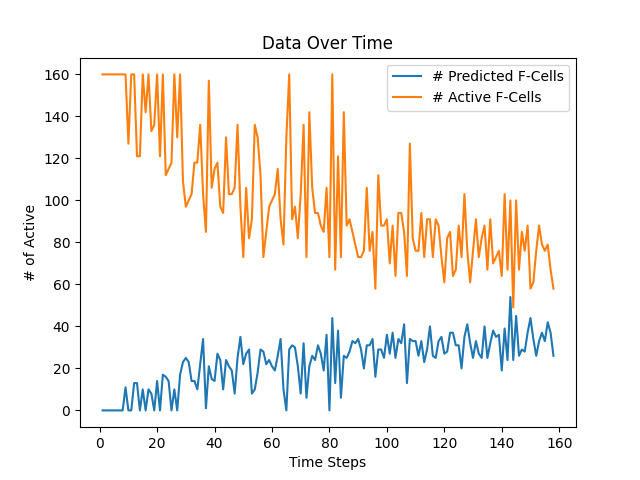 Data Over Time
# Predicted F-Cells
# Active F-Cells
# of Active
160
140
120
100
80
60
40
20
0
0 20 40 60 80 100 120 140 160
Time Steps